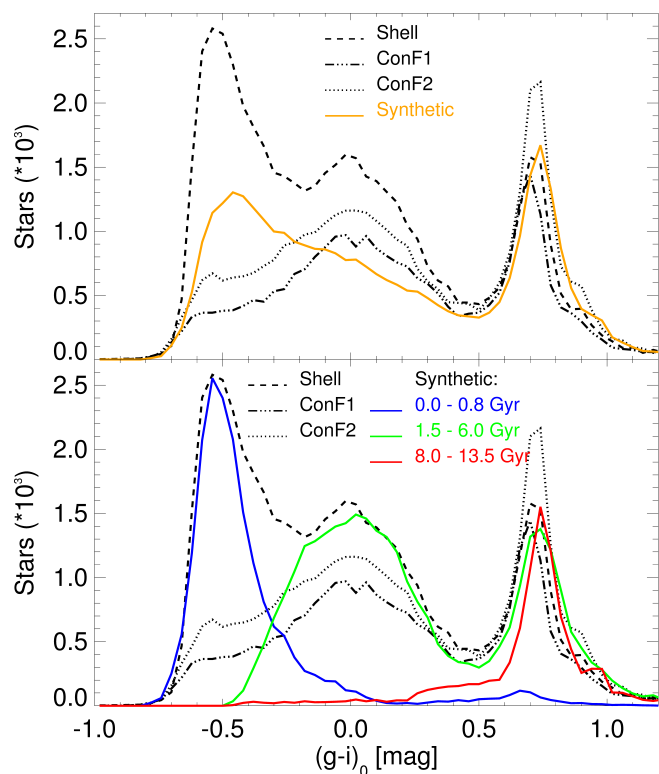 2.5
2.0
1.5
1.0
0.5
0.0
Stars (*10³)
Shell
ConF1
ConF2
Synthetic
2.5
2.0
1.5
1.0
0.5
0.0
Stars (*10³)
Shell
ConF1
ConF2
Synthetic:
0.0 - 0.8 Gyr
1.5 - 6.0 Gyr
8.0 - 13.5 Gyr
-1.0 -0.5 0.0 0.5 1.0
(g-i)₀ [mag]